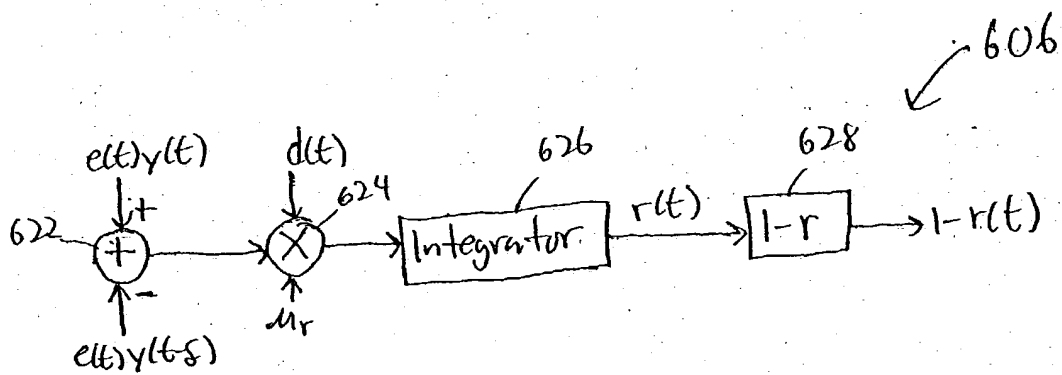 606
e(t)y(t)
d(t)
626
628
+
624
622
+
X
Integrator
r(t)
1-r
1-r(t)
-
μr
e(t)y(t-δ)